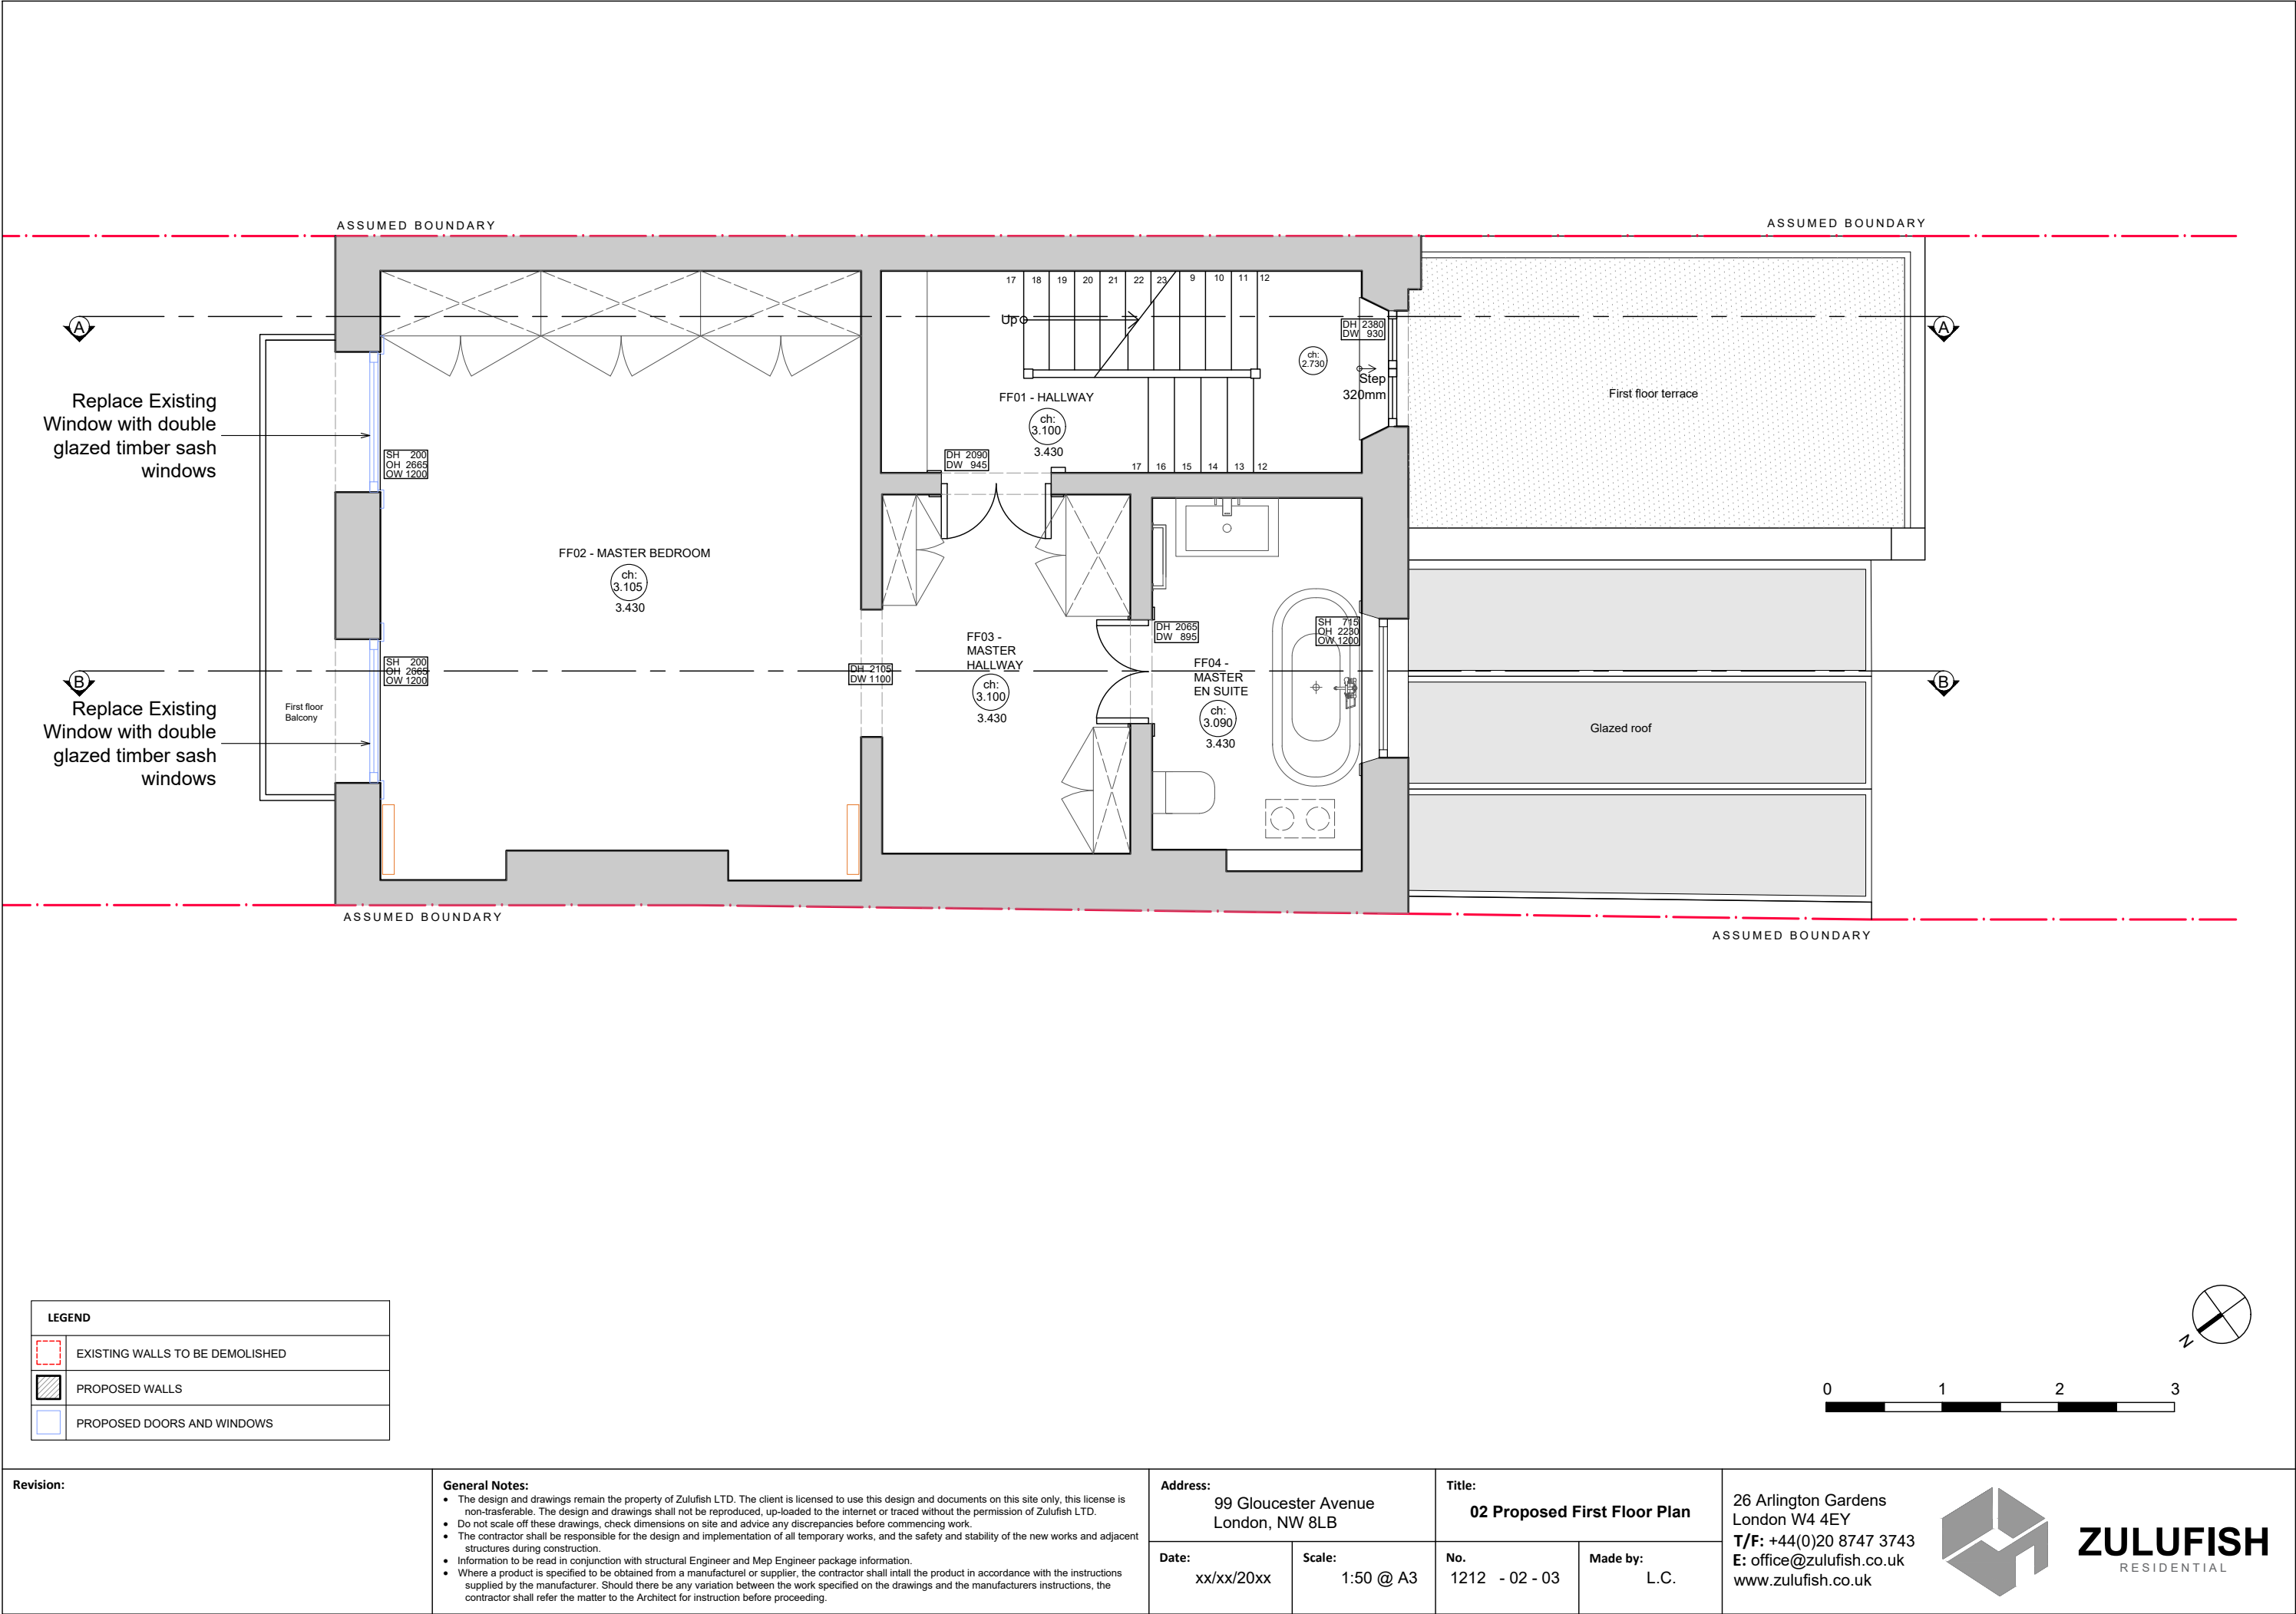 ASSUMED BOUNDARY
ASSUMED BOUNDARY
17 18 19 20 21 22 23 9 10 11 12
A
Up
DH 2380
DW 930
A
ch:
2.730
Step
320mm
First floor terrace
Replace Existing
Window with double
glazed timber sash
windows
FF01 - HALLWAY
ch:
3.100
3.430
SH 200
OH 2665
OW 1200
DH 2090
DW 945
17 16 15 14 13 12
FF02 - MASTER BEDROOM
ch:
3.105
3.430
DH 2065
DW 895
SH 715
OH 2230
OW 1200
FF03 -
MASTER
HALLWAY
ch:
3.100
3.430
SH 200
OH 2665
OW 1200
DH 2105
DW 1100
FF04 -
MASTER
EN SUITE
ch:
3.090
3.430
B
B
Replace Existing
Window with double
glazed timber sash
windows
First floor
Balcony
Glazed roof
ASSUMED BOUNDARY
ASSUMED BOUNDARY
LEGEND
EXISTING WALLS TO BE DEMOLISHED
PROPOSED WALLS
PROPOSED DOORS AND WINDOWS
N
0 1 2 3
Revision:
General Notes:
• The design and drawings remain the property of Zulufish LTD. The client is licensed to use this design and documents on this site only, this license is
non-trasferable. The design and drawings shall not be reproduced, up-loaded to the internet or traced without the permission of Zulufish LTD.
• Do not scale off these drawings, check dimensions on site and advice any discrepancies before commencing work.
• The contractor shall be responsible for the design and implementation of all temporary works, and the safety and stability of the new works and adjacent
structures during construction.
• Information to be read in conjunction with structural Engineer and Mep Engineer package information.
• Where a product is specified to be obtained from a manufacturel or supplier, the contractor shall intall the product in accordance with the instructions
supplied by the manufacturer. Should there be any variation between the work specified on the drawings and the manufacturers instructions, the
contractor shall refer the matter to the Architect for instruction before proceeding.
Address:
99 Gloucester Avenue
London, NW 8LB
Title:
02 Proposed First Floor Plan
Date:
xx/xx/20xx
Scale:
1:50 @ A3
No.
1212 - 02 - 03
Made by:
L.C.
26 Arlington Gardens
London W4 4EY
T/F: +44(0)20 8747 3743
E: office@zulufish.co.uk
www.zulufish.co.uk
ZULUFISH
RESIDENTIAL